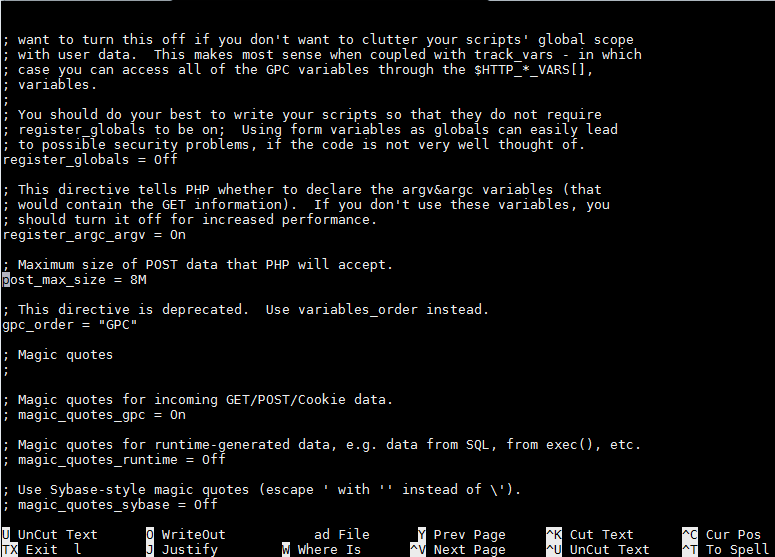 ; want to turn this off if you don't want to clutter your scripts' global scope
; with user data.  This makes most sense when coupled with track_vars - in which
; case you can access all of the GPC variables through the $HTTP_*_VARS[],
; variables.
;
; You should do your best to write your scripts so that they do not require
; register_globals to be on;  Using form variables as globals can easily lead
; to possible security problems, if the code is not very well thought of.
register_globals = Off
; This directive tells PHP whether to declare the argv&argc variables (that
; would contain the GET information).  If you don't use these variables, you
; should turn it off for increased performance.
register_argc_argv = On
; Maximum size of POST data that PHP will accept.
post_max_size = 8M
; This directive is deprecated.  Use variables_order instead.
gpc_order = "GPC"
; Magic quotes
;
; Magic quotes for incoming GET/POST/Cookie data.
; magic_quotes_gpc = On
; Magic quotes for runtime-generated data, e.g. data from SQL, from exec(), etc.
; magic_quotes_runtime = Off
; Use Sybase-style magic quotes (escape ' with '' instead of \').
; magic_quotes_sybase = Off
U UnCut Text O WriteOut ad File Y Prev Page ^K Cut Text ^C Cur Pos
TX Exit l J Justify W Where Is ^V Next Page ^U UnCut Text ^T To Spell